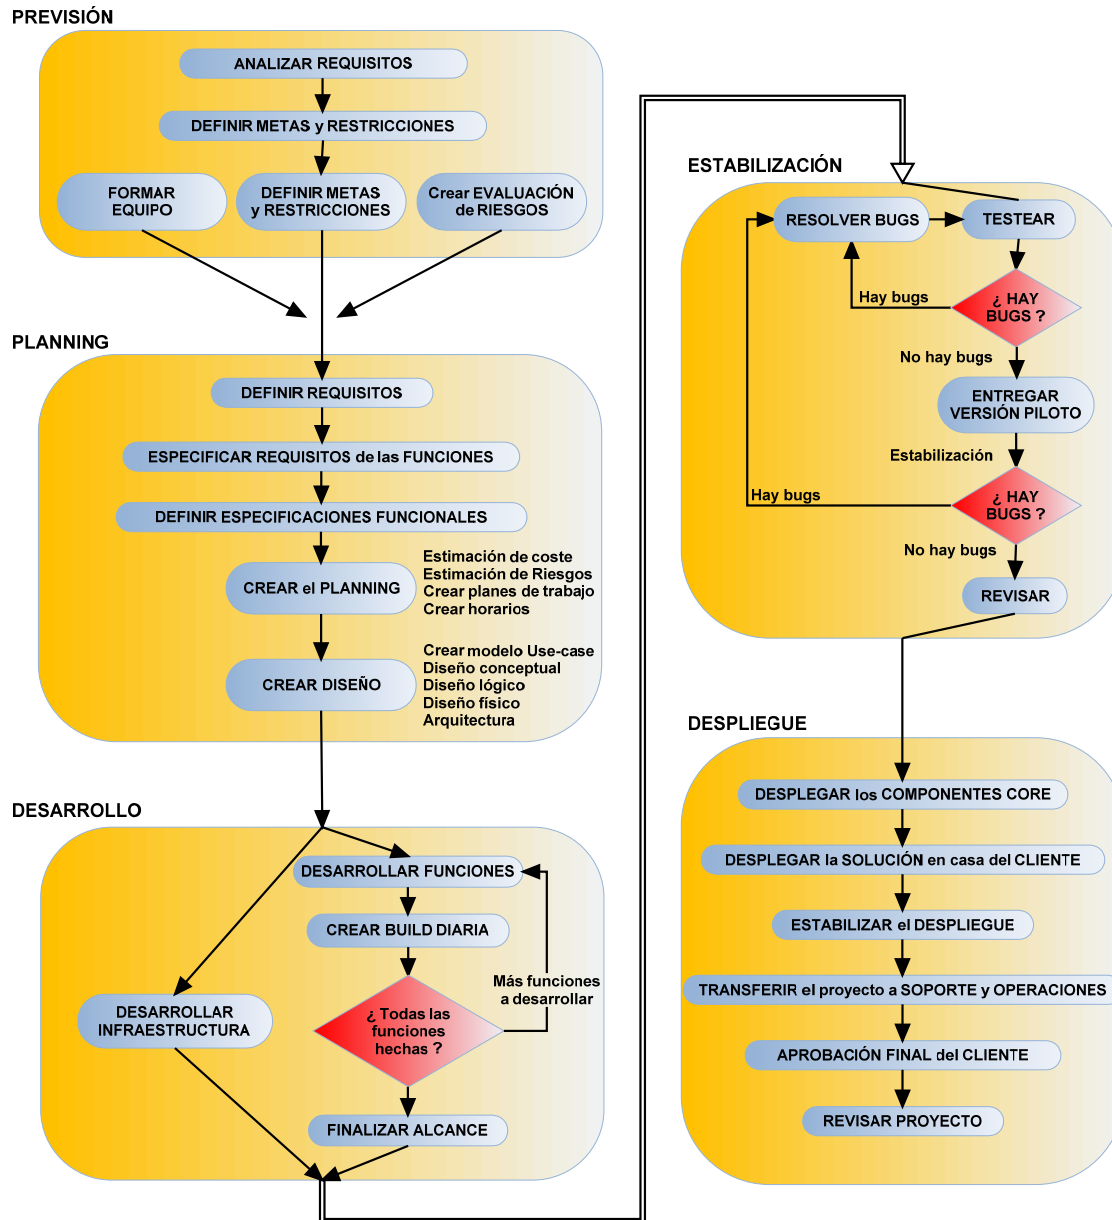 PREVISIÓN
ANALIZAR REQUISITOS
DEFINIR METAS y RESTRICCIONES
FORMAR
EQUIPO
DEFINIR METAS
y RESTRICCIONES
Crear EVALUACIÓN
de RIESGOS
PLANNING
DEFINIR REQUISITOS
ESPECIFICAR REQUISITOS de las FUNCIONES
DEFINIR ESPECIFICACIONES FUNCIONALES
CREAR el PLANNING
Estimación de coste
Estimación de Riesgos
Crear planes de trabajo
Crear horarios
CREAR DISEÑO
Crear modelo Use-case
Diseño conceptual
Diseño lógico
Diseño físico
Arquitectura
DESARROLLO
DESARROLLAR FUNCIONES
CREAR BUILD DIARIA
Más funciones
a desarrollar
DESARROLLAR
INFRAESTRUCTURA
¿ Todas las
funciones
hechas ?
FINALIZAR ALCANCE
ESTABILIZACIÓN
RESOLVER BUGS
TESTEAR
¿ HAY
BUGS ?
Hay bugs
No hay bugs
ENTREGAR
VERSIÓN PILOTO
Estabilización
¿ HAY
BUGS ?
Hay bugs
No hay bugs
REVISAR
DESPLIEGUE
DESPLEGAR los COMPONENTES CORE
DESPLEGAR la SOLUCIÓN en casa del CLIENTE
ESTABILIZAR el DESPLIEGUE
TRANSFERIR el proyecto a SOPORTE y OPERACIONES
APROBACIÓN FINAL del CLIENTE
REVISAR PROYECTO